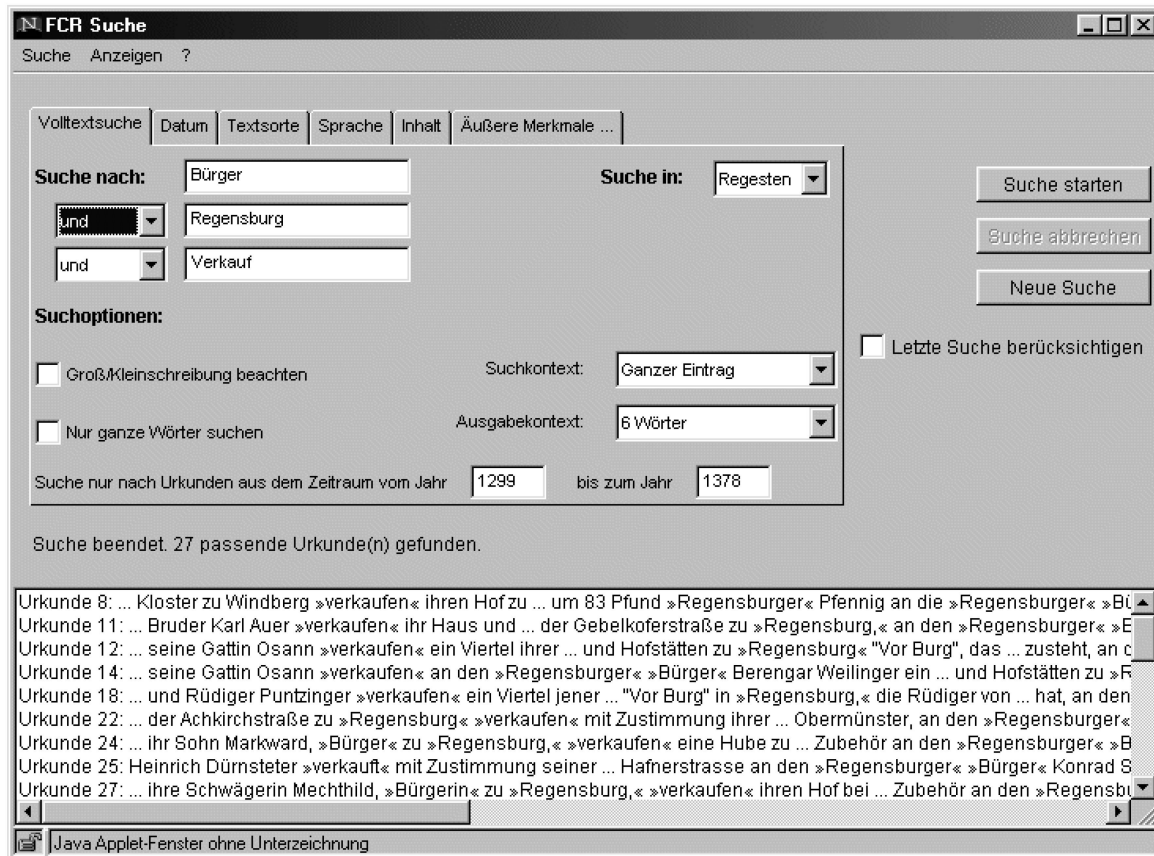 FCR Suche
Suche Anzeigen ?
Volltextsuche Datum Textsorte Sprache Inhalt Äußere Merkmale ...
Suche nach: Bürger Suche in: Regesten Suche starten
und Regensburg Suche abbrechen
und Verkauf Neue Suche
Suchoptionen:
Letzte Suche berücksichtigen
Groß/Kleinschreibung beachten Suchkontext: Ganzer Eintrag
Nur ganze Wörter suchen Ausgabekontext: 6 Wörter
Suche nur nach Urkunden aus dem Zeitraum vom Jahr 1299 bis zum Jahr 1378
Suche beendet. 27 passende Urkunde(n) gefunden.
Urkunde 8: ... Kloster zu Windberg »verkaufen« ihren Hof zu ... um 83 Pfund »Regensburger« Pfennig an die »Regensburger« »Bü
Urkunde 11: ... Bruder Karl Auer »verkaufen« ihr Haus und ... der Gebelkoferstraße zu »Regensburg,« an den »Regensburger« »B
Urkunde 12: ... seine Gattin Osann »verkaufen« ein Viertel ihrer ... und Hofstätten zu »Regensburg« "Vor Burg", das ... zusteht, an d
Urkunde 14: ... seine Gattin Osann »verkaufen« an den »Regensburger« »Bürger« Berengar Weilinger ein ... und Hofstätten zu »R
Urkunde 18: ... und Rüdiger Puntzinger »verkaufen« ein Viertel jener ... "Vor Burg" in »Regensburg,« die Rüdiger von ... hat, an den
Urkunde 22: ... der Achkirchstraße zu »Regensburg« »verkaufen« mit Zustimmung ihrer ... Obermünster, an den »Regensburger«
Urkunde 24: ... ihr Sohn Markward, »Bürger« zu »Regensburg,« »verkaufen« eine Hube zu ... Zubehör an den »Regensburger« »B
Urkunde 25: Heinrich Dürnsteter »verkauft« mit Zustimmung seiner ... Hafnerstrasse an den »Regensburger« »Bürger« Konrad S
Urkunde 27: ... ihre Schwägerin Mechthild, »Bürgerin« zu »Regensburg,« »verkaufen« ihren Hof bei ... Zubehör an den »Regensbu
Java Applet-Fenster ohne Unterzeichnung